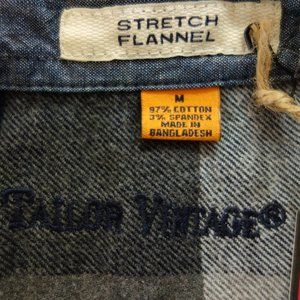 STRETCH
FLANNEL
M
97% COTTON
3% SPANDEX
MADE IN
BANGLADESH
TAILOR VINTAGE®